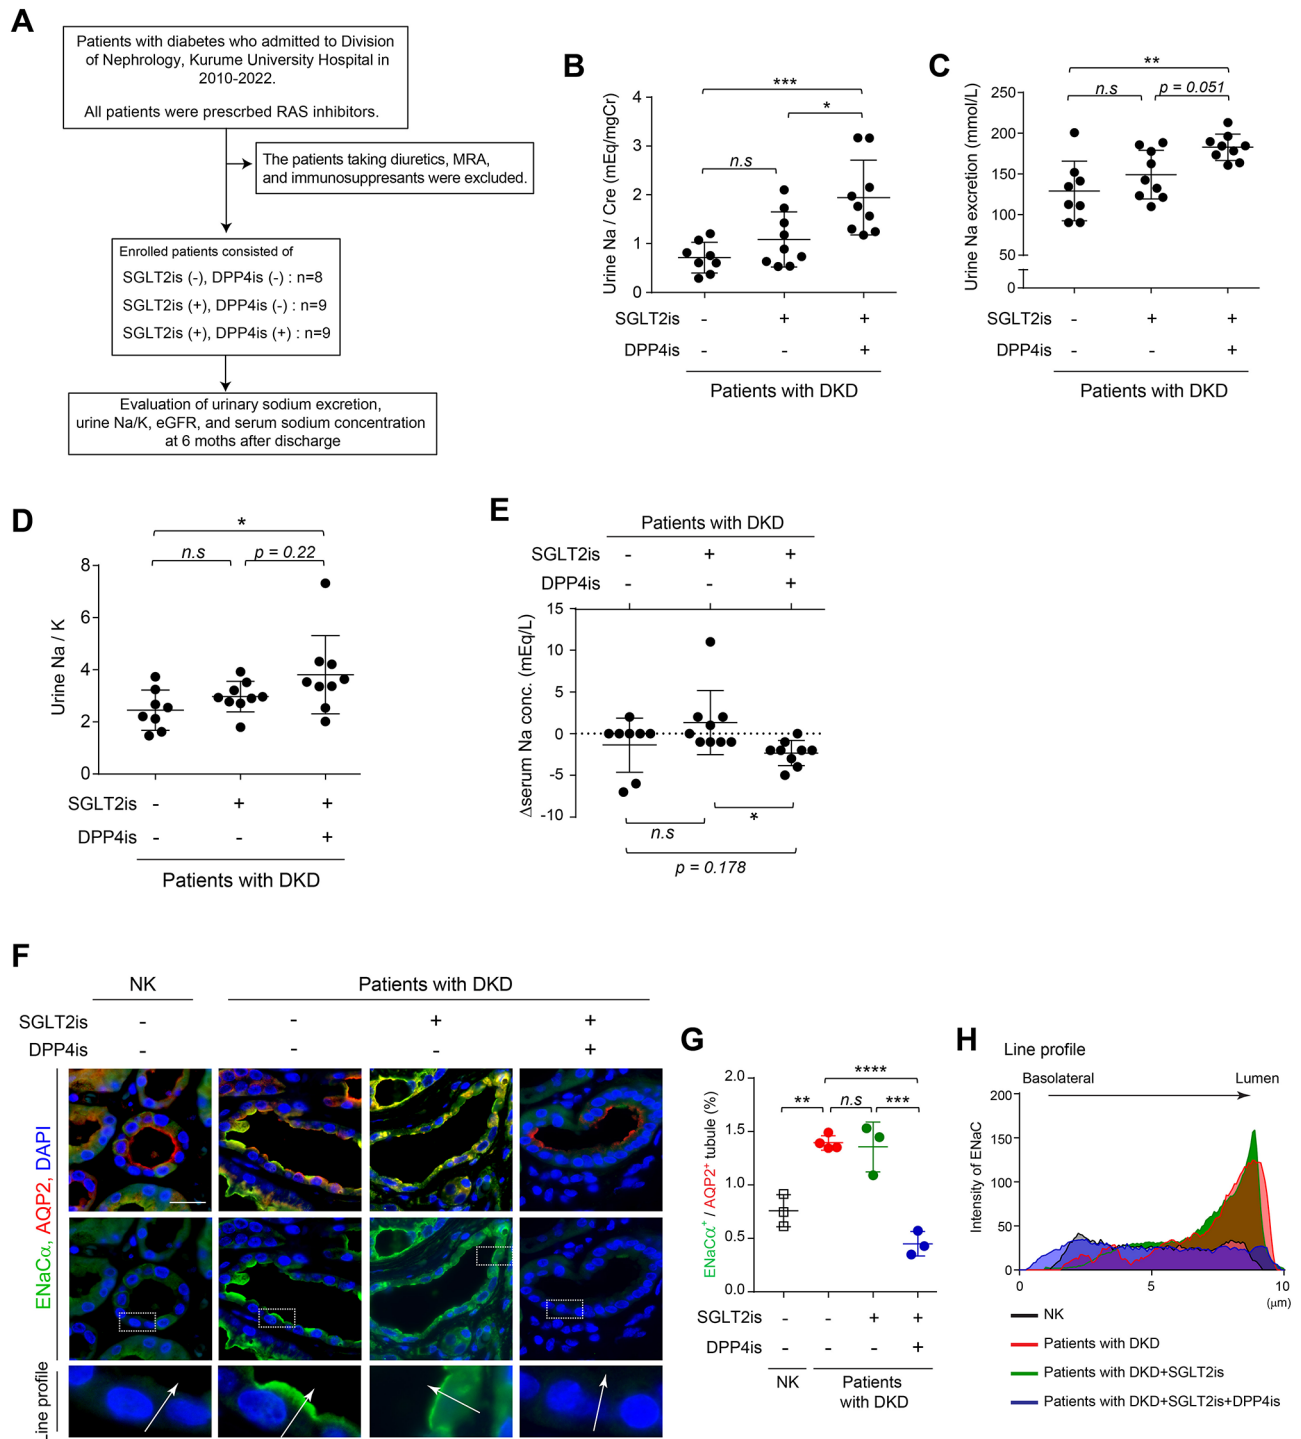 A
Patients with diabetes who admitted to Division
of Nephrology, Kurume University Hospital in
2010-2022.
All patients were prescrbed RAS inhibitors.
The patients taking diuretics, MRA,
and immunosuppresants were excluded.
Enrolled patients consisted of
SGLT2is (-), DPP4is (-) : n=8
SGLT2is (+), DPP4is (-) : n=9
SGLT2is (+), DPP4is (+) : n=9
Evaluation of urinary sodium excretion,
urine Na/K, eGFR, and serum sodium concentration
at 6 moths after discharge
B
***
*
n.s
Urine Na / Cre (mEq/mgCr)
4
3
2
1
0
SGLT2is - + +
DPP4is - - +
Patients with DKD
C
**
n.s p = 0.051
Urine Na excretion (mmol/L)
250
200
150
100
50
0
SGLT2is - + +
DPP4is - - +
Patients with DKD
D
*
n.s p = 0.22
Urine Na / K
8
6
4
2
0
SGLT2is - + +
DPP4is - - +
Patients with DKD
E
Patients with DKD
SGLT2is - + +
DPP4is - - +
Δserum Na conc. (mEq/L)
15
10
5
0
-5
-10
*
n.s
p = 0.178
F
NK Patients with DKD
SGLT2is - - + +
DPP4is - - - +
ENaCα, AQP2, DAPI
Line profile
G
****
** n.s ***
ENaCα+ / AQP2+ tubule (%)
2.0
1.5
1.0
0.5
0.0
SGLT2is - - + +
DPP4is - - - +
NK Patients
with DKD
H
Line profile
Basolateral Lumen
Intensity of ENaC
200
150
100
50
0
0 5 10
(μm)
NK
Patients with DKD
Patients with DKD+SGLT2is
Patients with DKD+SGLT2is+DPP4is